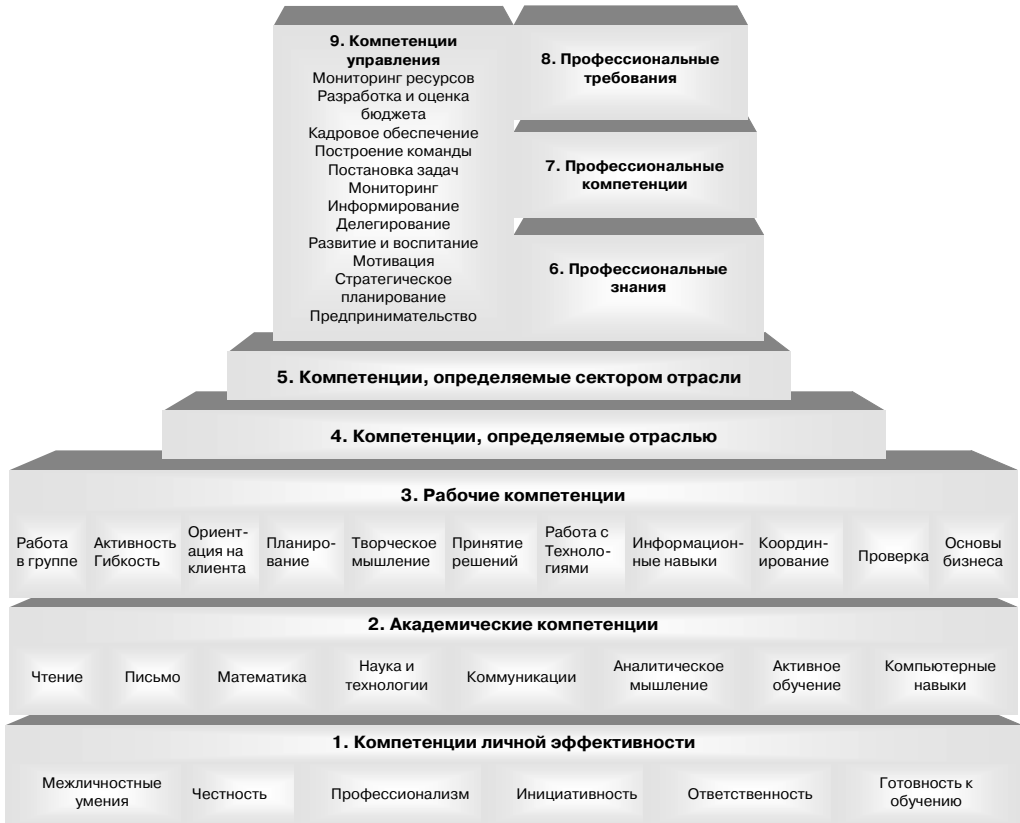 9. Компетенции
управления
Мониторинг ресурсов
Разработка и оценка
бюджета
Кадровое обеспечение
Построение команды
Постановка задач
Мониторинг
Информирование
Делегирование
Развитие и воспитание
Мотивация
Стратегическое
планирование
Предпринимательство
8. Профессиональные
требования
7. Профессиональные
компетенции
6. Профессиональные
знания
5. Компетенции, определяемые сектором отрасли
4. Компетенции, определяемые отраслью
3. Рабочие компетенции
Работа
в группе
Активность
Гибкость
Ориент-
ация на
клиента
Планиро-
вание
Творческое
мышление
Принятие
решений
Работа с
Техноло-
гиями
Информацион-
ные навыки
Координ-
ирование
Проверка
Основы
бизнеса
2. Академические компетенции
Чтение
Письмо
Математика
Наука и
технологии
Коммуникации
Аналитическое
мышление
Активное
обучение
Компьютерные
навыки
1. Компетенции личной эффективности
Межличностные
умения
Честность
Профессионализм
Инициативность
Ответственность
Готовность к
обучению